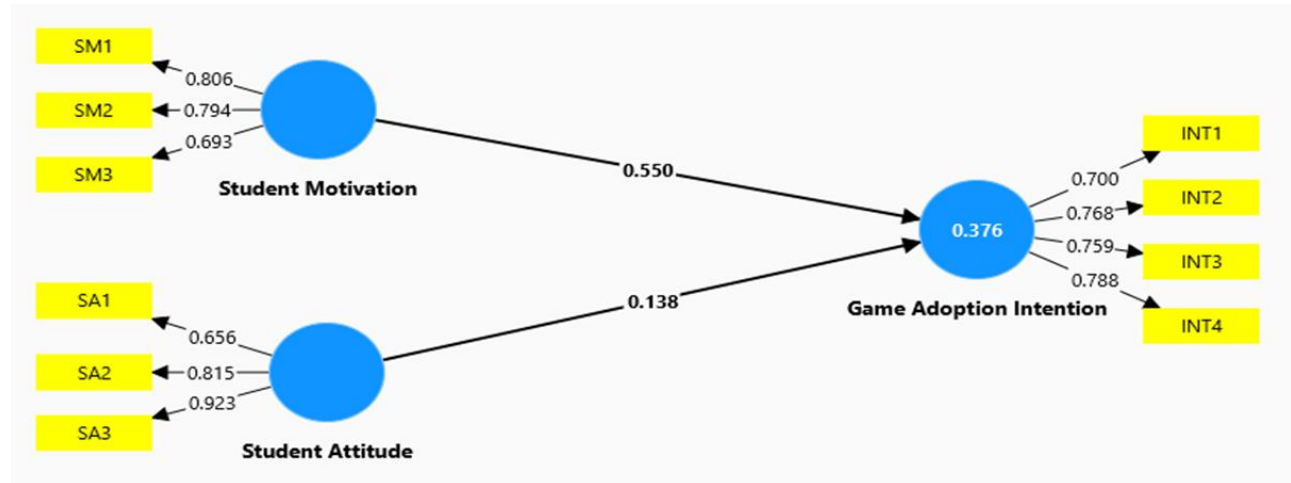 SM1
0.806
SM2
0.794
0.693
SM3
Student Motivation
0.550
INT1
0.700
INT2
0.768
0.376
0.759
INT3
0.788
Game Adoption Intention
INT4
SA1
0.138
0.656
SA2
0.815
0.923
SA3
Student Attitude